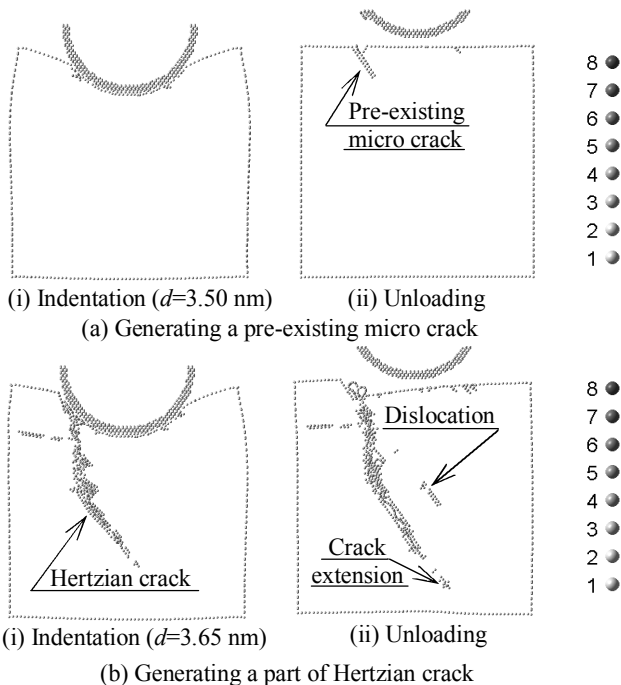 Pre-existing
micro crack
8
7
6
5
4
3
2
1
(i) Indentation (d=3.50 nm)
(ii) Unloading
(a) Generating a pre-existing micro crack
Hertzian crack
Dislocation
Crack
extension
8
7
6
5
4
3
2
1
(i) Indentation (d=3.65 nm)
(ii) Unloading
(b) Generating a part of Hertzian crack